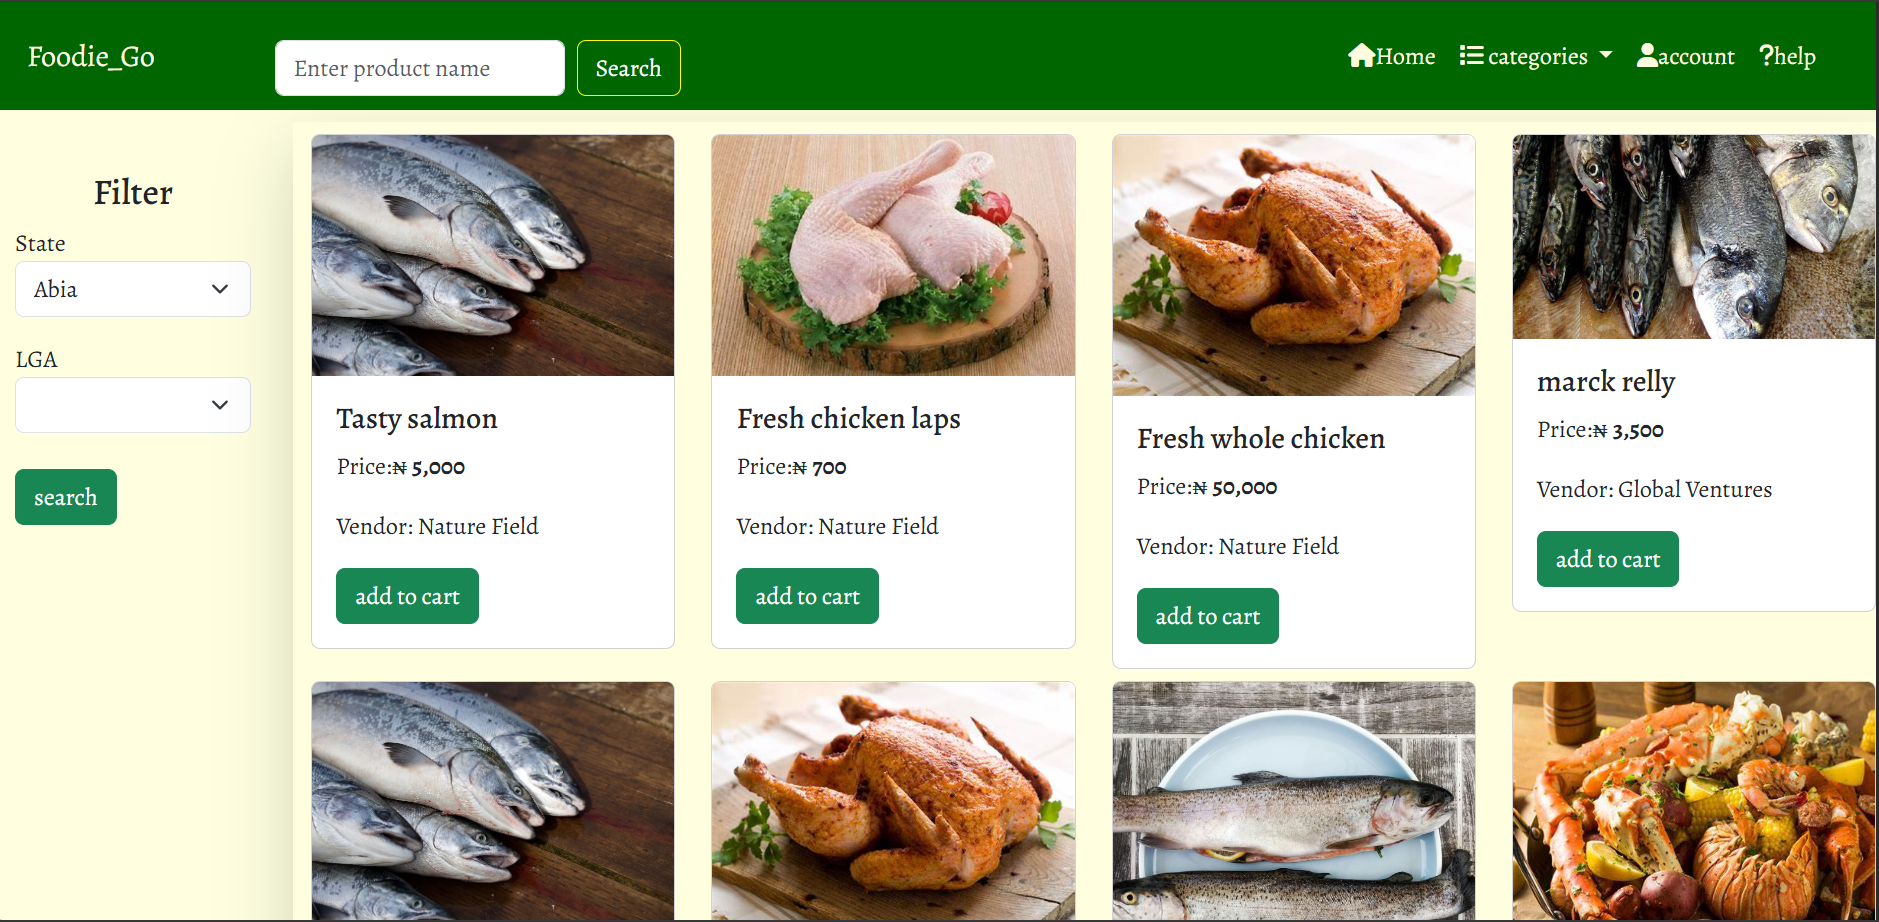 Foodie_Go
Enter product name
Search
Home
categories
account
help
Filter
State
Abia
LGA
search
Tasty salmon
Price:₦ 5,000
Vendor: Nature Field
add to cart
Fresh chicken laps
Price:₦ 700
Vendor: Nature Field
add to cart
Fresh whole chicken
Price:₦ 50,000
Vendor: Nature Field
add to cart
marck relly
Price:₦ 3,500
Vendor: Global Ventures
add to cart